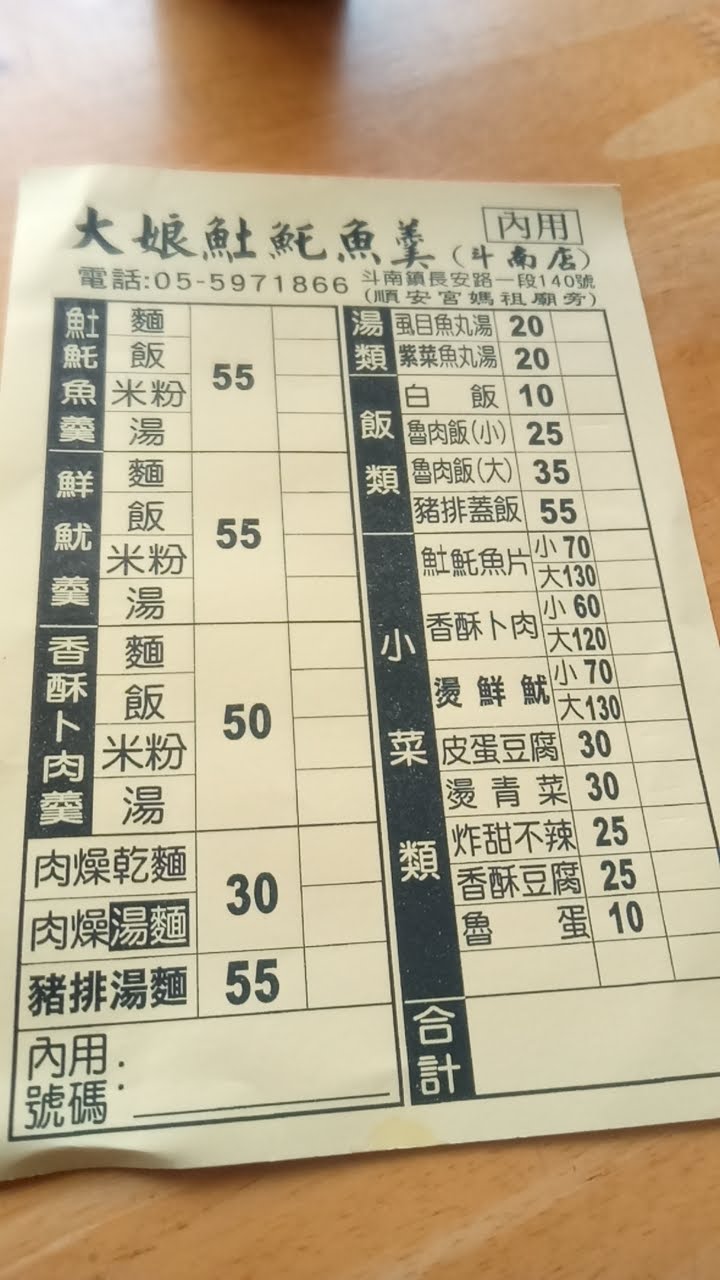 大娘𩵚魠魚羹(斗南店)
內用
電話:05-5971866
斗南鎮長安路一段140號
(順安宮媽祖廟旁)
𩵚魠魚羹
麵
飯
米粉
湯
55
鮮魷羹
麵
飯
米粉
湯
55
香酥卜肉羹
麵
飯
米粉
湯
50
肉燥乾麵
肉燥湯麵
30
豬排湯麵 55
內用號碼:
湯類
虱目魚丸湯 20
紫菜魚丸湯 20
飯類
白飯 10
魯肉飯(小) 25
魯肉飯(大) 35
豬排蓋飯 55
小菜類
𩵚魠魚片 小70
大130
香酥卜肉 小60
大120
燙鮮魷 小70
大130
皮蛋豆腐 30
燙青菜 30
炸甜不辣 25
香酥豆腐 25
魯蛋 10
合計